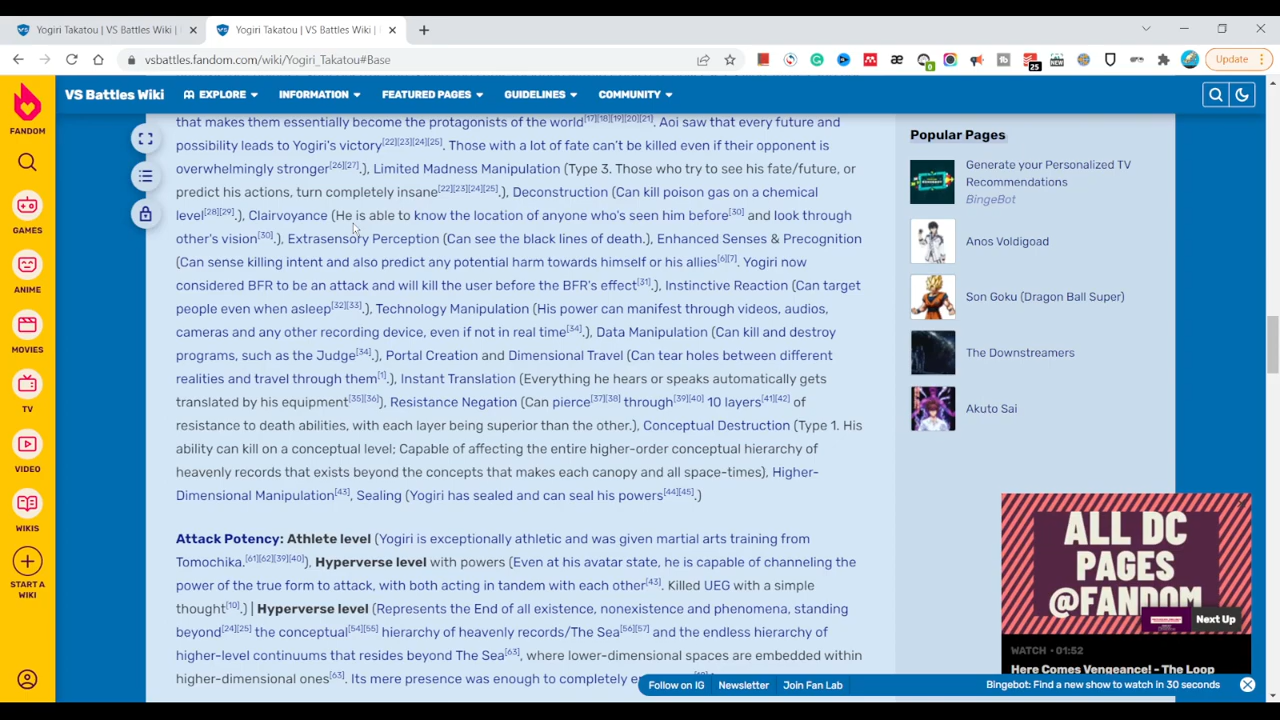 Yogiri Takatou | VS Battles Wiki |
Yogiri Takatou | VS Battles Wiki |
vsbattles.fandom.com/wiki/Yogiri_Takatou#Base
0
25
NEW
Update
FANDOM
GAMES
ANIME
MOVIES
TV
VIDEO
WIKIS
START A
WIKI
VS Battles Wiki
EXPLORE
INFORMATION
FEATURED PAGES
GUIDELINES
COMMUNITY
that makes them essentially become the protagonists of the world[17][18][19][20][21]. Aoi saw that every future and
possibility leads to Yogiri's victory[22][23][24][25]. Those with a lot of fate can't be killed even if their opponent is
overwhelmingly stronger[26][27].), Limited Madness Manipulation (Type 3. Those who try to see his fate/future, or
predict his actions, turn completely insane[22][23][24][25].), Deconstruction (Can kill poison gas on a chemical
level[28][29].), Clairvoyance (He is able to know the location of anyone who's seen him before[30] and look through
other's vision[30].), Extrasensory Perception (Can see the black lines of death.), Enhanced Senses & Precognition
(Can sense killing intent and also predict any potential harm towards himself or his allies[6][7]. Yogiri now
considered BFR to be an attack and will kill the user before the BFR's effect[31].), Instinctive Reaction (Can target
people even when asleep[32][33].), Technology Manipulation (His power can manifest through videos, audios,
cameras and any other recording device, even if not in real time[34].), Data Manipulation (Can kill and destroy
programs, such as the Judge[34].), Portal Creation and Dimensional Travel (Can tear holes between different
realities and travel through them[1].), Instant Translation (Everything he hears or speaks automatically gets
translated by his equipment[35][36]), Resistance Negation (Can pierce[37][38] through[39][40] 10 layers[41][42] of
resistance to death abilities, with each layer being superior than the other.), Conceptual Destruction (Type 1. His
ability can kill on a conceptual level; Capable of affecting the entire higher-order conceptual hierarchy of
heavenly records that exists beyond the concepts that makes each canopy and all space-times), Higher-
Dimensional Manipulation[43], Sealing (Yogiri has sealed and can seal his powers[44][45].)
Attack Potency: Athlete level (Yogiri is exceptionally athletic and was given martial arts training from
Tomochika.[61][62][39][40]), Hyperverse level with powers (Even at his avatar state, he is capable of channeling the
power of the true form to attack, with both acting in tandem with each other[43]. Killed UEG with a simple
thought[10].) | Hyperverse level (Represents the End of all existence, nonexistence and phenomena, standing
beyond[24][25] the conceptual[54][55] hierarchy of Heavenly records/The Sea[56][57] and the endless hierarchy of
higher-level continuums that resides beyond The Sea[63], where lower-dimensional spaces are embedded within
higher-dimensional ones[63]. Its mere presence was enough to completely
Popular Pages
Generate your Personalized TV
Recommendations
BingeBot
Anos Voldigoad
Son Goku (Dragon Ball Super)
The Downstreamers
Akuto Sai
ALL DC
PAGES
@FANDOM
Next Up
WATCH • 01:52
Here Comes Vengeance! - The Loop
Follow on IG
Newsletter
Join Fan Lab
Bingebot: Find a new show to watch in 30 seconds